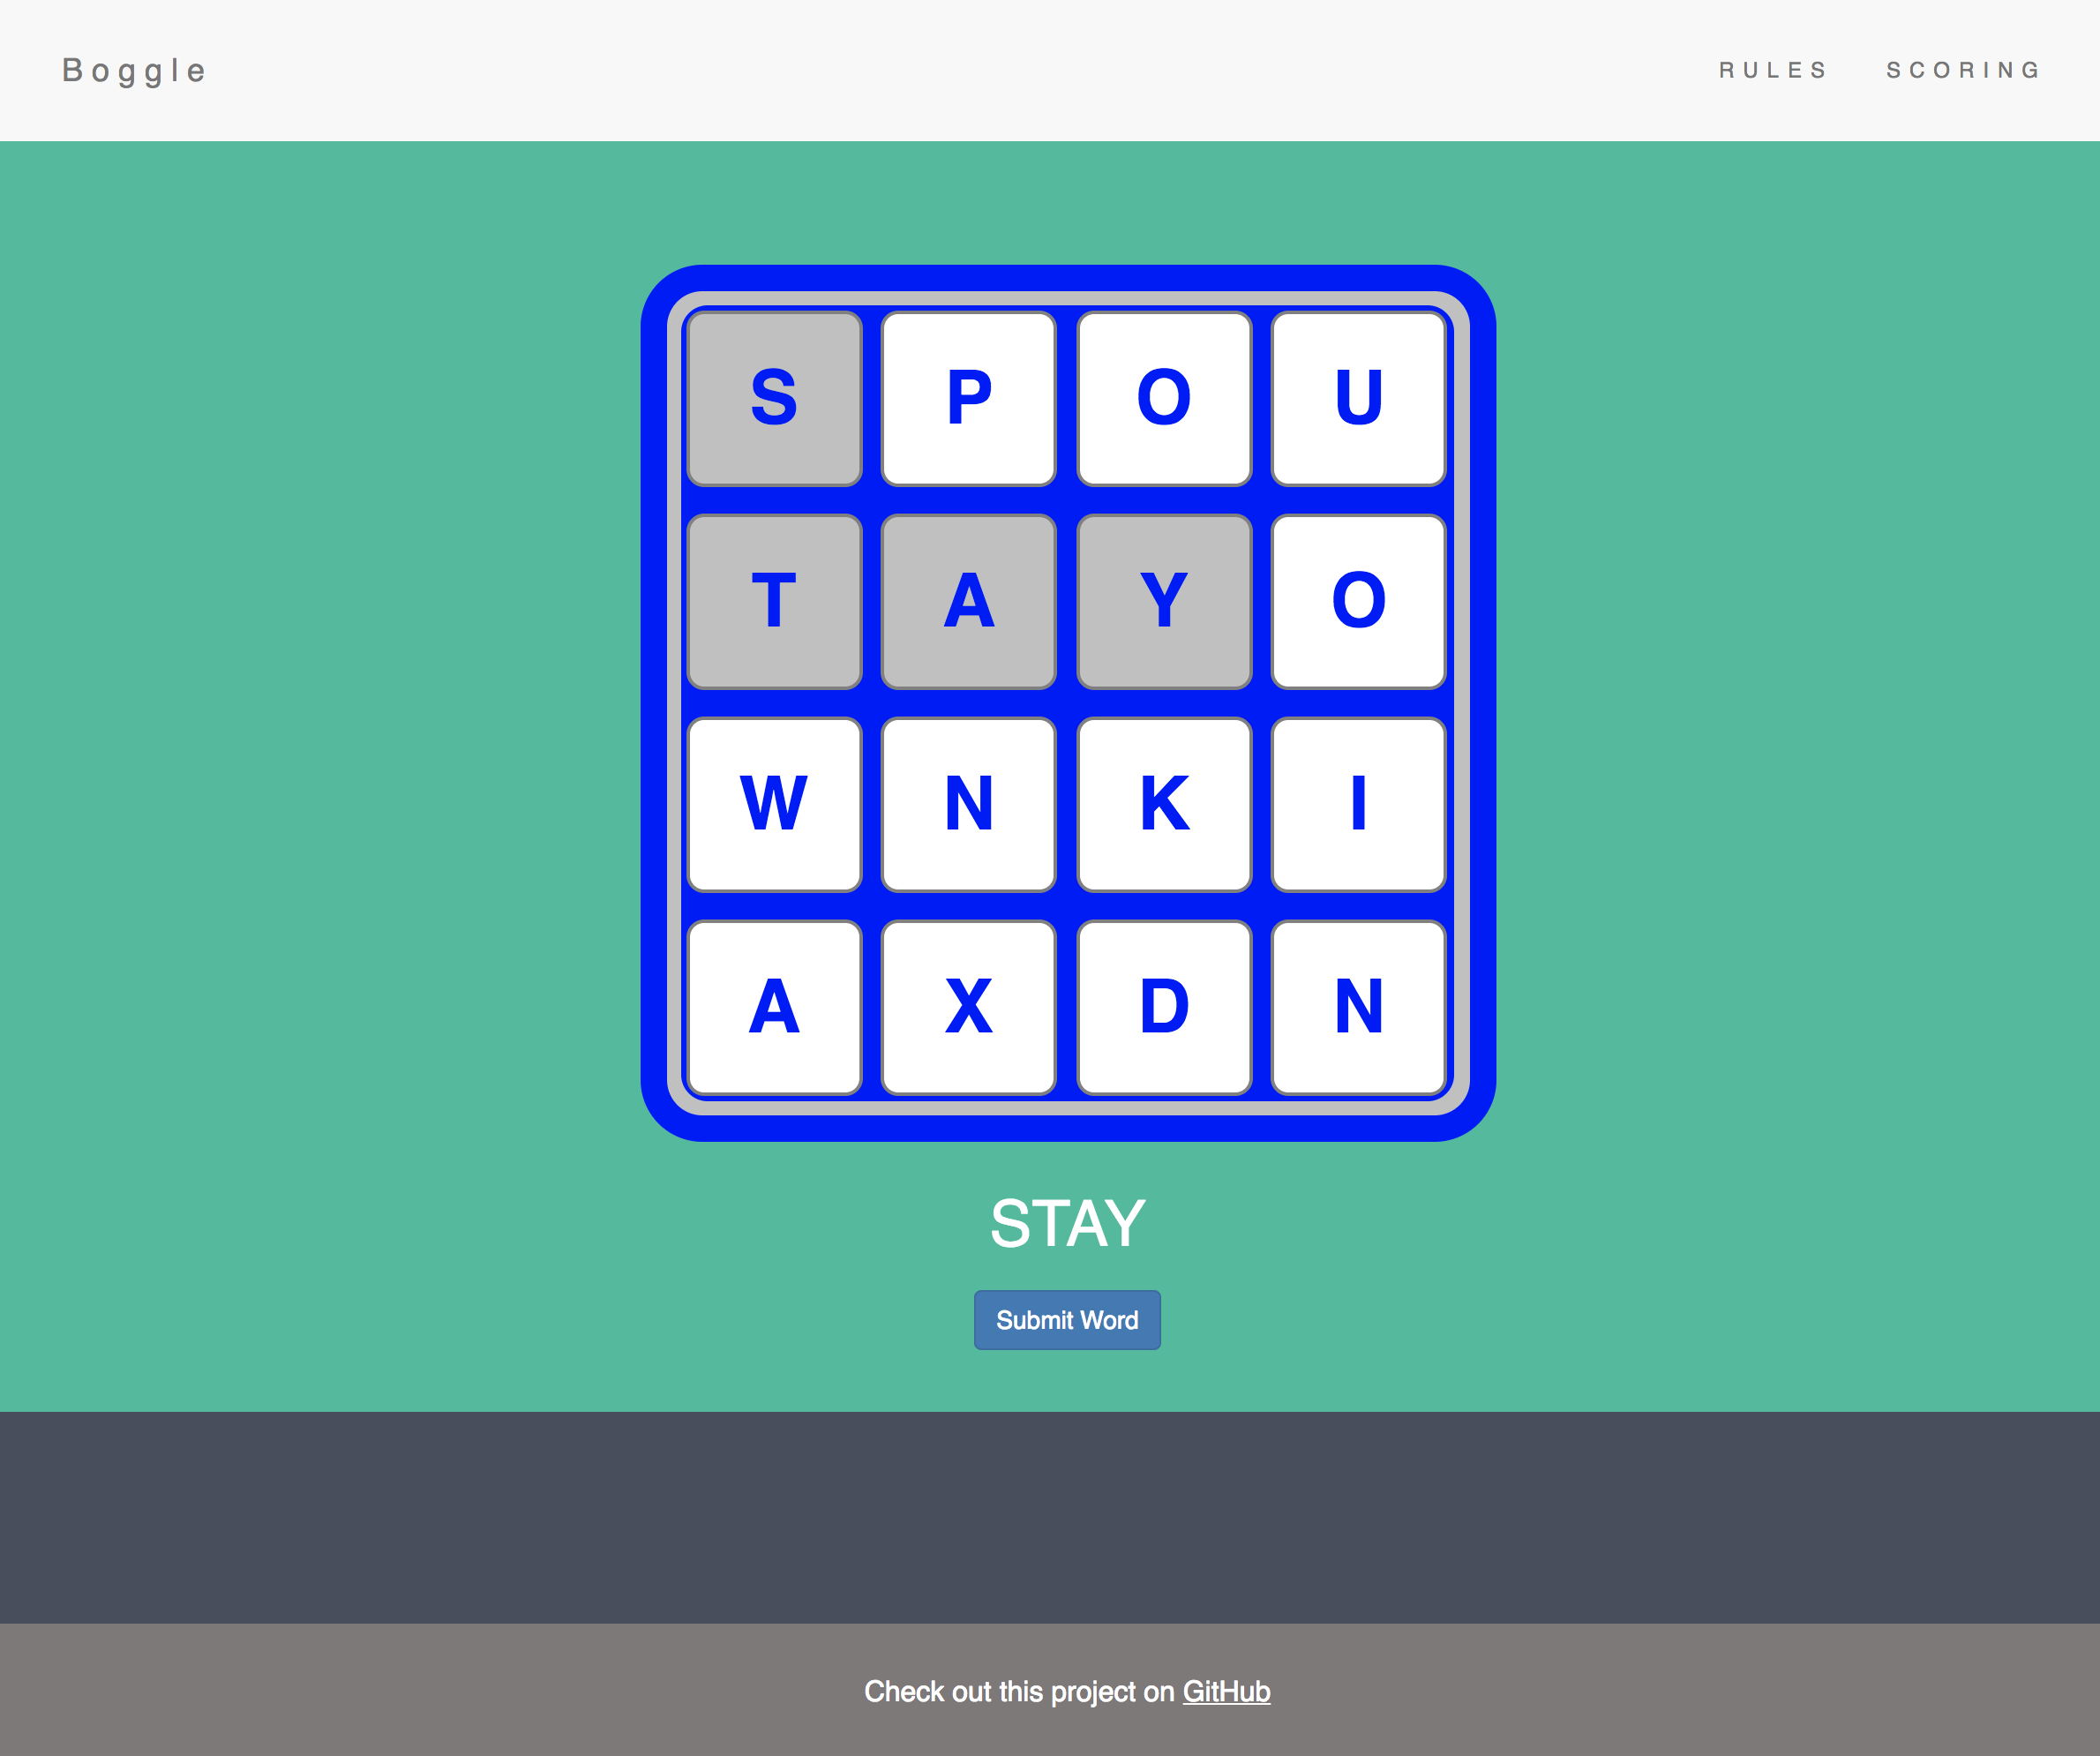 Boggle RULES SCORING
S P O U
T A Y O
W N K I
A X D N
STAY
Submit Word
Check out this project on GitHub